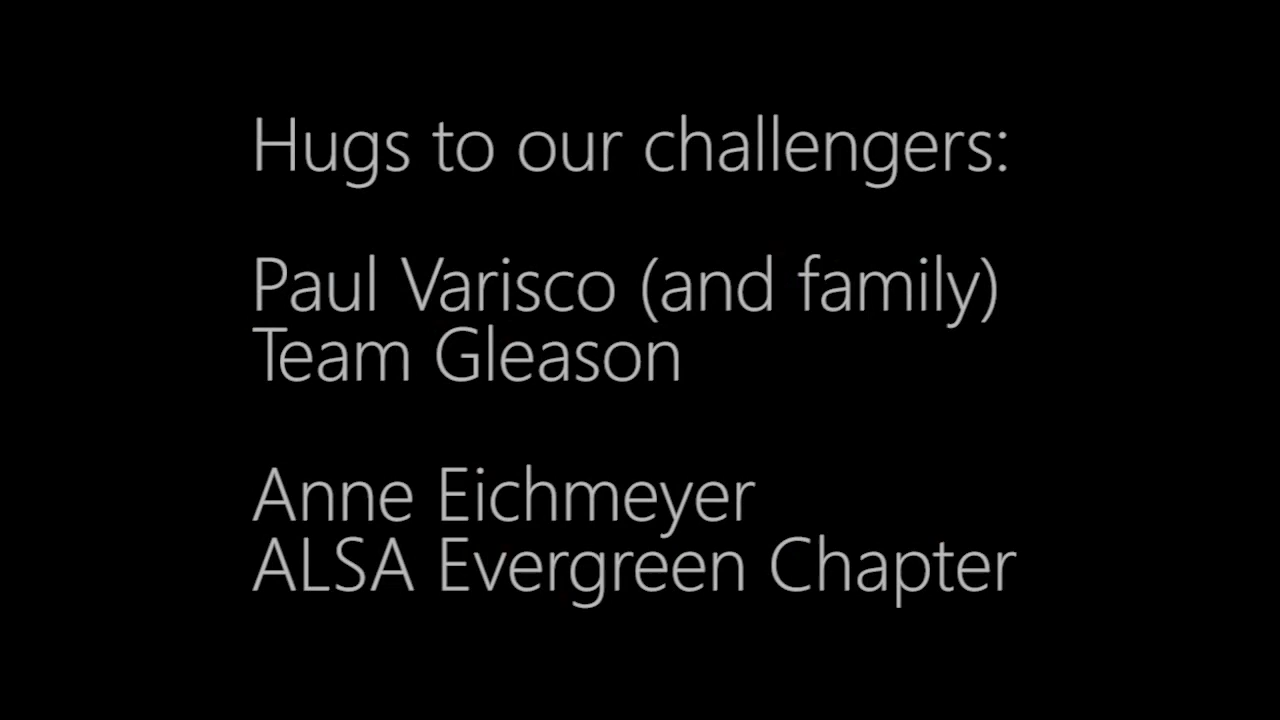 Hugs to our challengers:
Paul Varisco (and family)
Team Gleason
Anne Eichmeyer
ALSA Evergreen Chapter